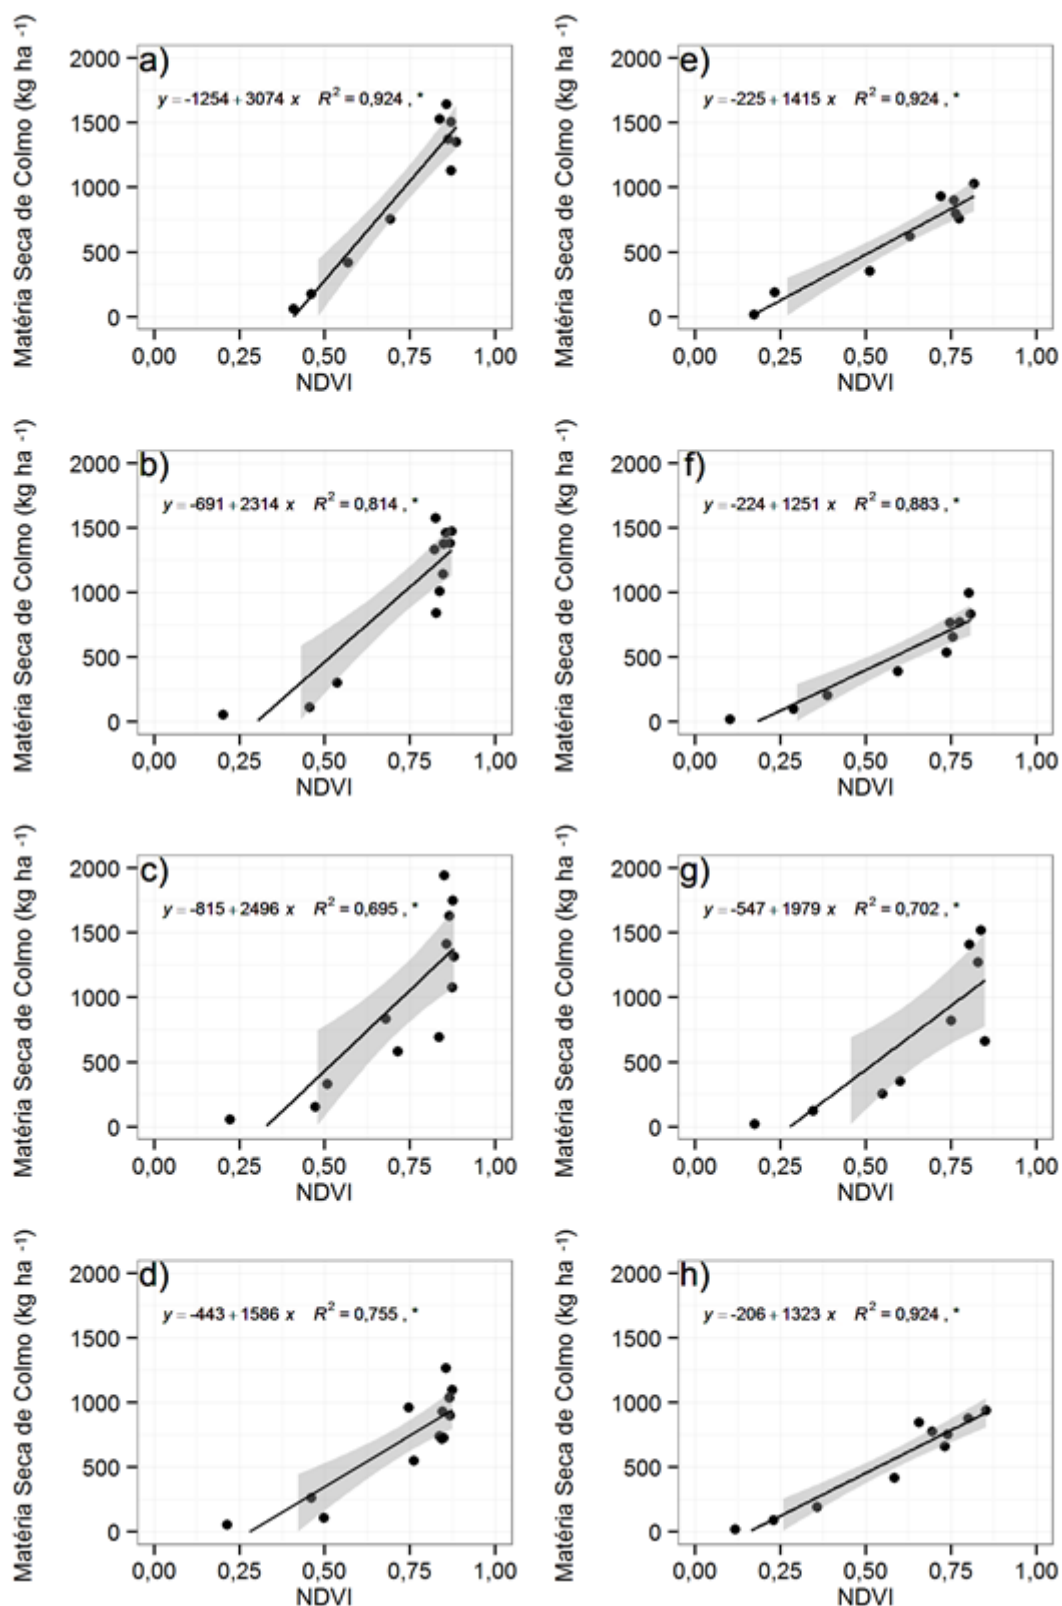 Matéria Seca de Colmo (kg ha -1)
a)
y = -1254 + 3074 x R2 = 0,924 , *
2000
1500
1000
500
0
0,00 0,25 0,50 0,75 1,00
NDVI
Matéria Seca de Colmo (kg ha -1)
e)
y = -225 + 1415 x R2 = 0,924 , *
2000
1500
1000
500
0
0,00 0,25 0,50 0,75 1,00
NDVI
Matéria Seca de Colmo (kg ha -1)
b)
y = -691 + 2314 x R2 = 0,814 , *
2000
1500
1000
500
0
0,00 0,25 0,50 0,75 1,00
NDVI
Matéria Seca de Colmo (kg ha -1)
f)
y = -224 + 1251 x R2 = 0,883 , *
2000
1500
1000
500
0
0,00 0,25 0,50 0,75 1,00
NDVI
Matéria Seca de Colmo (kg ha -1)
c)
y = -815 + 2496 x R2 = 0,695 , *
2000
1500
1000
500
0
0,00 0,25 0,50 0,75 1,00
NDVI
Matéria Seca de Colmo (kg ha -1)
g)
y = -547 + 1979 x R2 = 0,702 , *
2000
1500
1000
500
0
0,00 0,25 0,50 0,75 1,00
NDVI
Matéria Seca de Colmo (kg ha -1)
d)
y = -443 + 1586 x R2 = 0,755 , *
2000
1500
1000
500
0
0,00 0,25 0,50 0,75 1,00
NDVI
Matéria Seca de Colmo (kg ha -1)
h)
y = -206 + 1323 x R2 = 0,924 , *
2000
1500
1000
500
0
0,00 0,25 0,50 0,75 1,00
NDVI